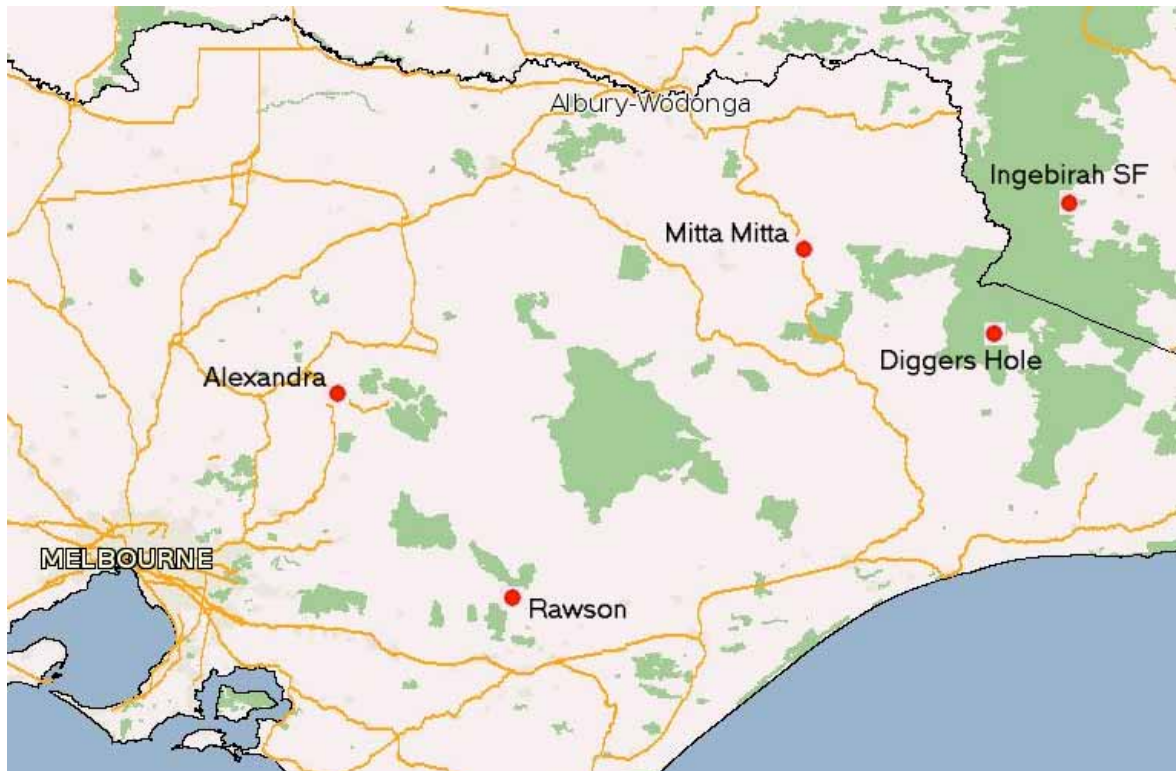 Albury-Wodonga
Ingebirah SF
Mitta Mitta
Diggers Hole
Alexandra
MELBOURNE
Rawson